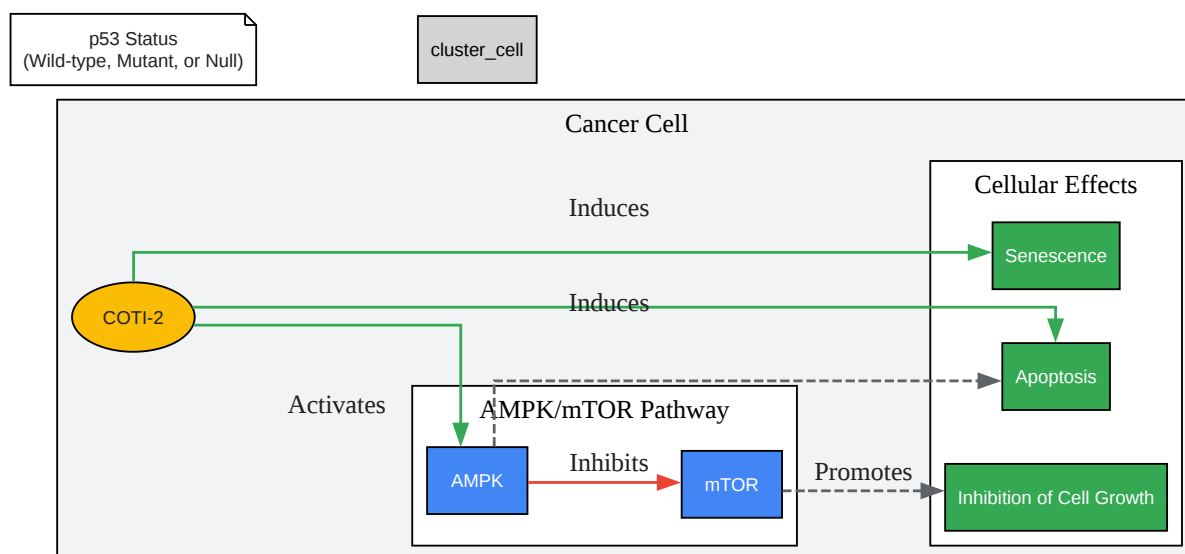 p53 Status
(Wild-type, Mutant, or Null)
cluster_cell
Cancer Cell
Cellular Effects
Induces
Senescence
COTI-2
Induces
Apoptosis
Activates
AMPK/mTOR Pathway
AMPK
Inhibits
mTOR
Promotes
Inhibition of Cell Growth